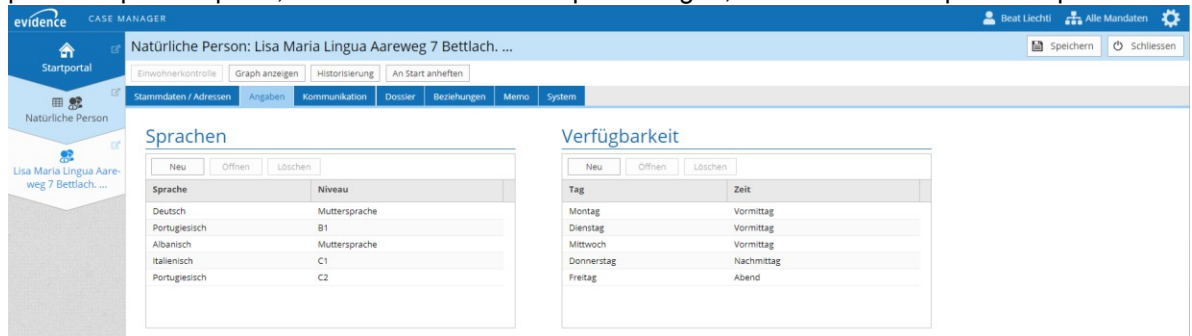 evidence CASE MANAGER Beat Liechti Alle Mandaten
Startportal
Natürliche Person: Lisa Maria Lingua Aareweg 7 Bettlach. ... Speichern Schliessen
Einwohnerkontrolle Graph anzeigen Historisierung An Start anheften
Natürliche Person
Stammdaten / Adressen Angaben Kommunikation Dossier Beziehungen Memo System
Lisa Maria Lingua Aare-
weg 7 Bettlach. ...
Sprachen
Neu Öffnen Löschen
Sprache Niveau
Deutsch Muttersprache
Portugiesisch B1
Albanisch Muttersprache
Italienisch C1
Portugiesisch C2
Verfügbarkeit
Neu Öffnen Löschen
Tag Zeit
Montag Vormittag
Dienstag Vormittag
Mittwoch Vormittag
Donnerstag Nachmittag
Freitag Abend